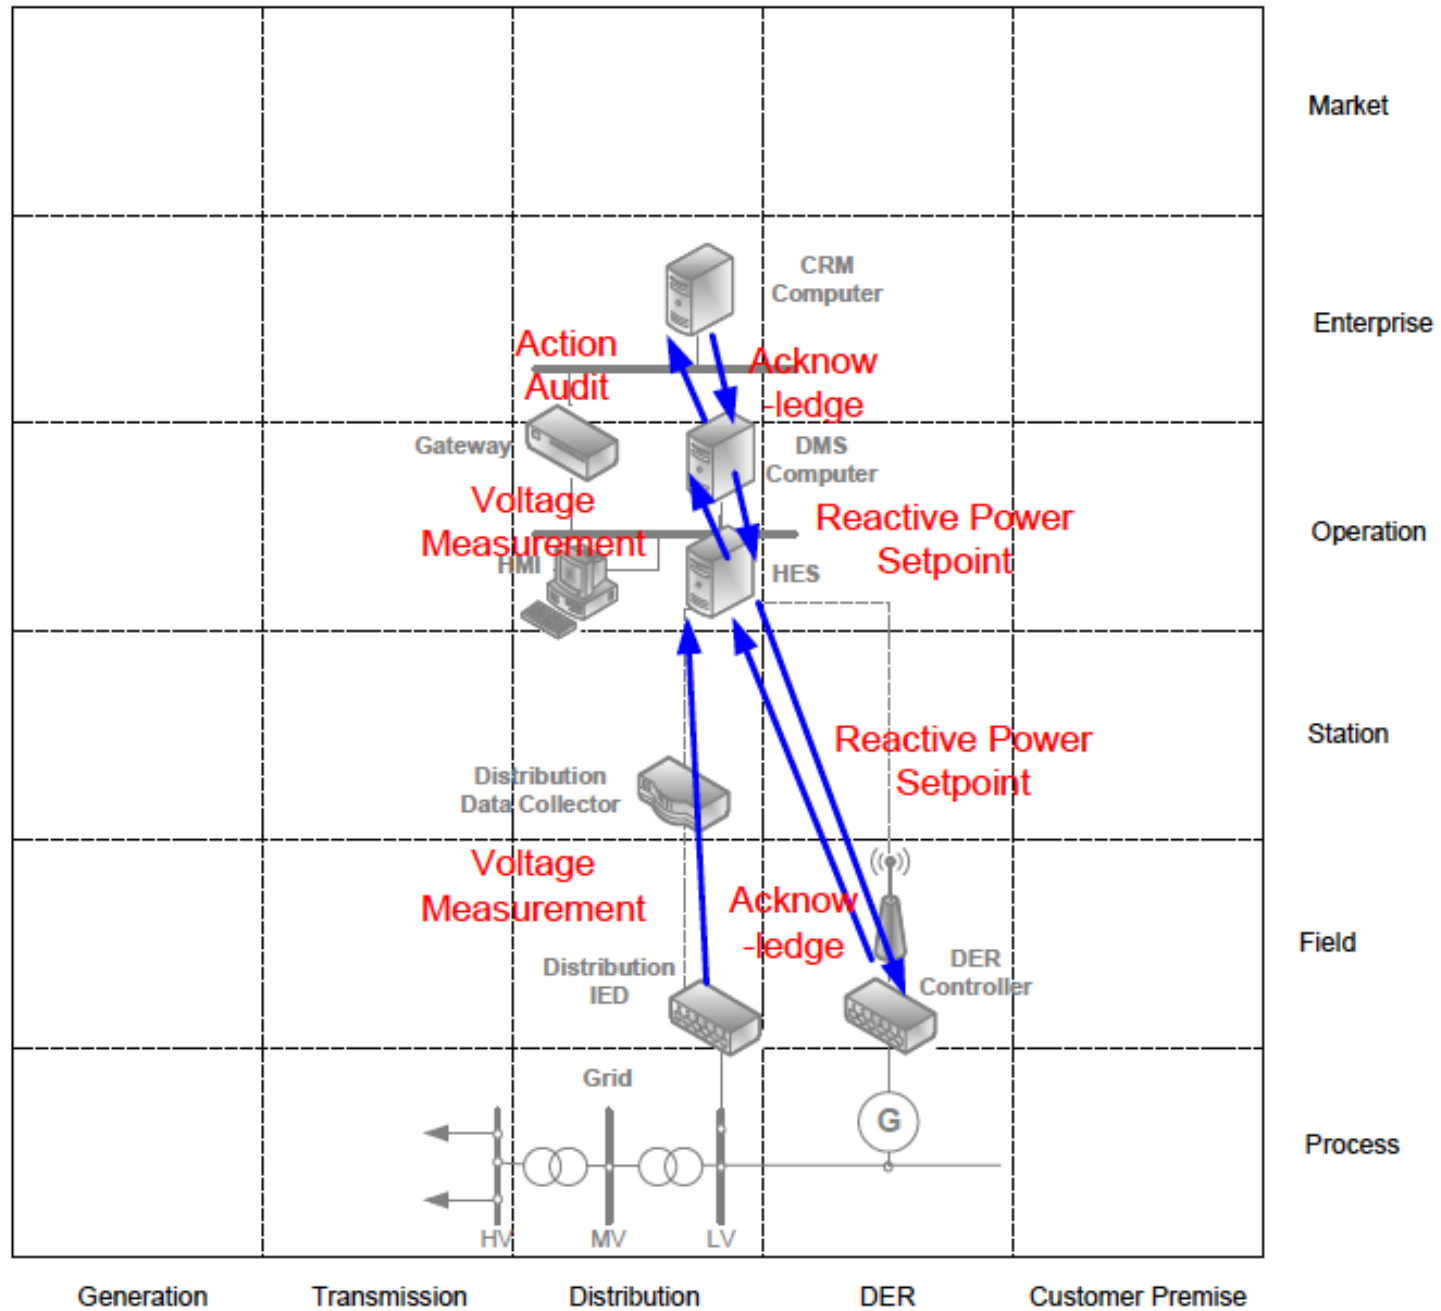 Market
CRM
Computer
Enterprise
Action
Audit
Acknow
-ledge
Gateway
DMS
Computer
Voltage
Measurement
Reactive Power
Setpoint
Operation
HMI
HES
Reactive Power
Setpoint
Station
Distribution
Data Collector
Voltage
Measurement
Acknow
-ledge
Field
Distribution
IED
DER
Controller
Grid
G
Process
HV
MV
LV
Generation
Transmission
Distribution
DER
Customer Premise